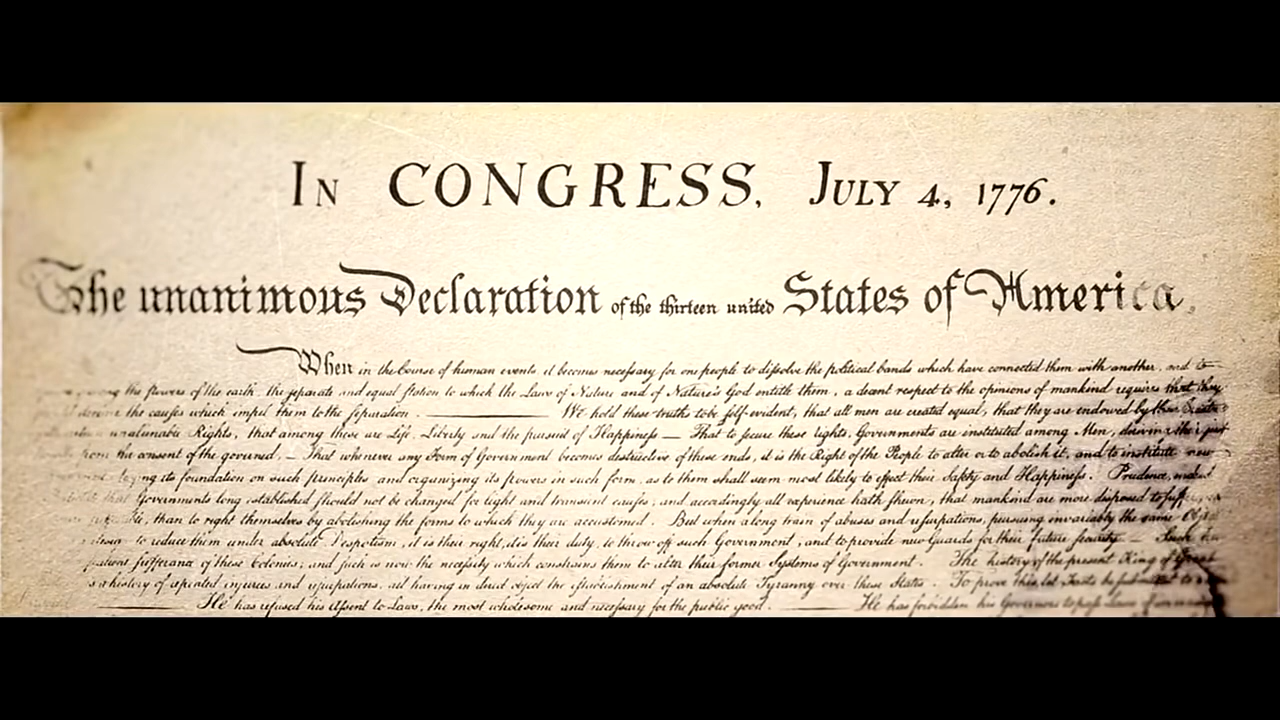 In CONGRESS, July 4, 1776.
The unanimous Declaration of the thirteen united States of America,
When in the Course of human events, it becomes necessary for one people to dissolve the political bands which have connected them with another, and to
among the powers of the earth, the separate and equal station to which the Laws of Nature and of Nature's God entitle them, a decent respect to the opinions of mankind requires that they
the causes which impel them to the separation. We hold these truths to be self-evident, that all men are created equal, that they are endowed by their
unalienable Rights, that among these are Life, Liberty and the pursuit of Happiness — That to secure these rights, Governments are instituted among Men, deriving their just
from the consent of the governed, — That whenever any Form of Government becomes destructive of these ends, it is the Right of the People to alter or to abolish it, and to institute new
laying its foundation on such principles and organizing its powers in such form, as to them shall seem most likely to effect their Safety and Happiness. Prudence, indeed
that Governments long established should not be changed for light and transient causes; and accordingly all experience hath shewn, that mankind are more disposed to suffer,
than to right themselves by abolishing the forms to which they are accustomed. But when a long train of abuses and usurpations, pursuing invariably the same
to reduce them under absolute Despotism, it is their right, it is their duty, to throw off such Government, and to provide new Guards for their future security. — Such
sufferance of these Colonies; and such is now the necessity which constrains them to alter their former Systems of Government. The history of the present King of Great
a history of repeated injuries and usurpations, all having in direct object the establishment of an absolute Tyranny over these States. To prove this, let Facts be submitted to a
He has refused his Assent to Laws, the most wholesome and necessary for the public good. He has forbidden his Governors to pass Laws of